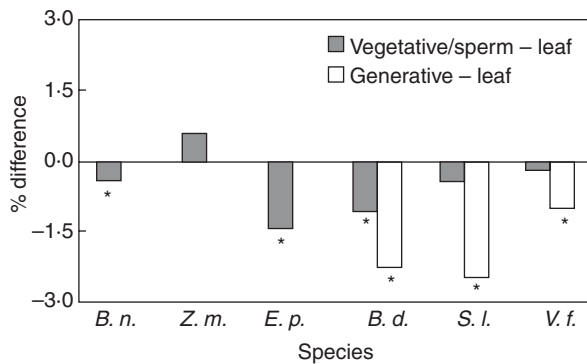 3·0
1·5
0·0
−1·5
−3·0
% difference
Vegetative/sperm – leaf
Generative – leaf
*
*
*
*
*
*
B. n.
Z. m.
E. p.
B. d.
S. l.
V. f.
Species